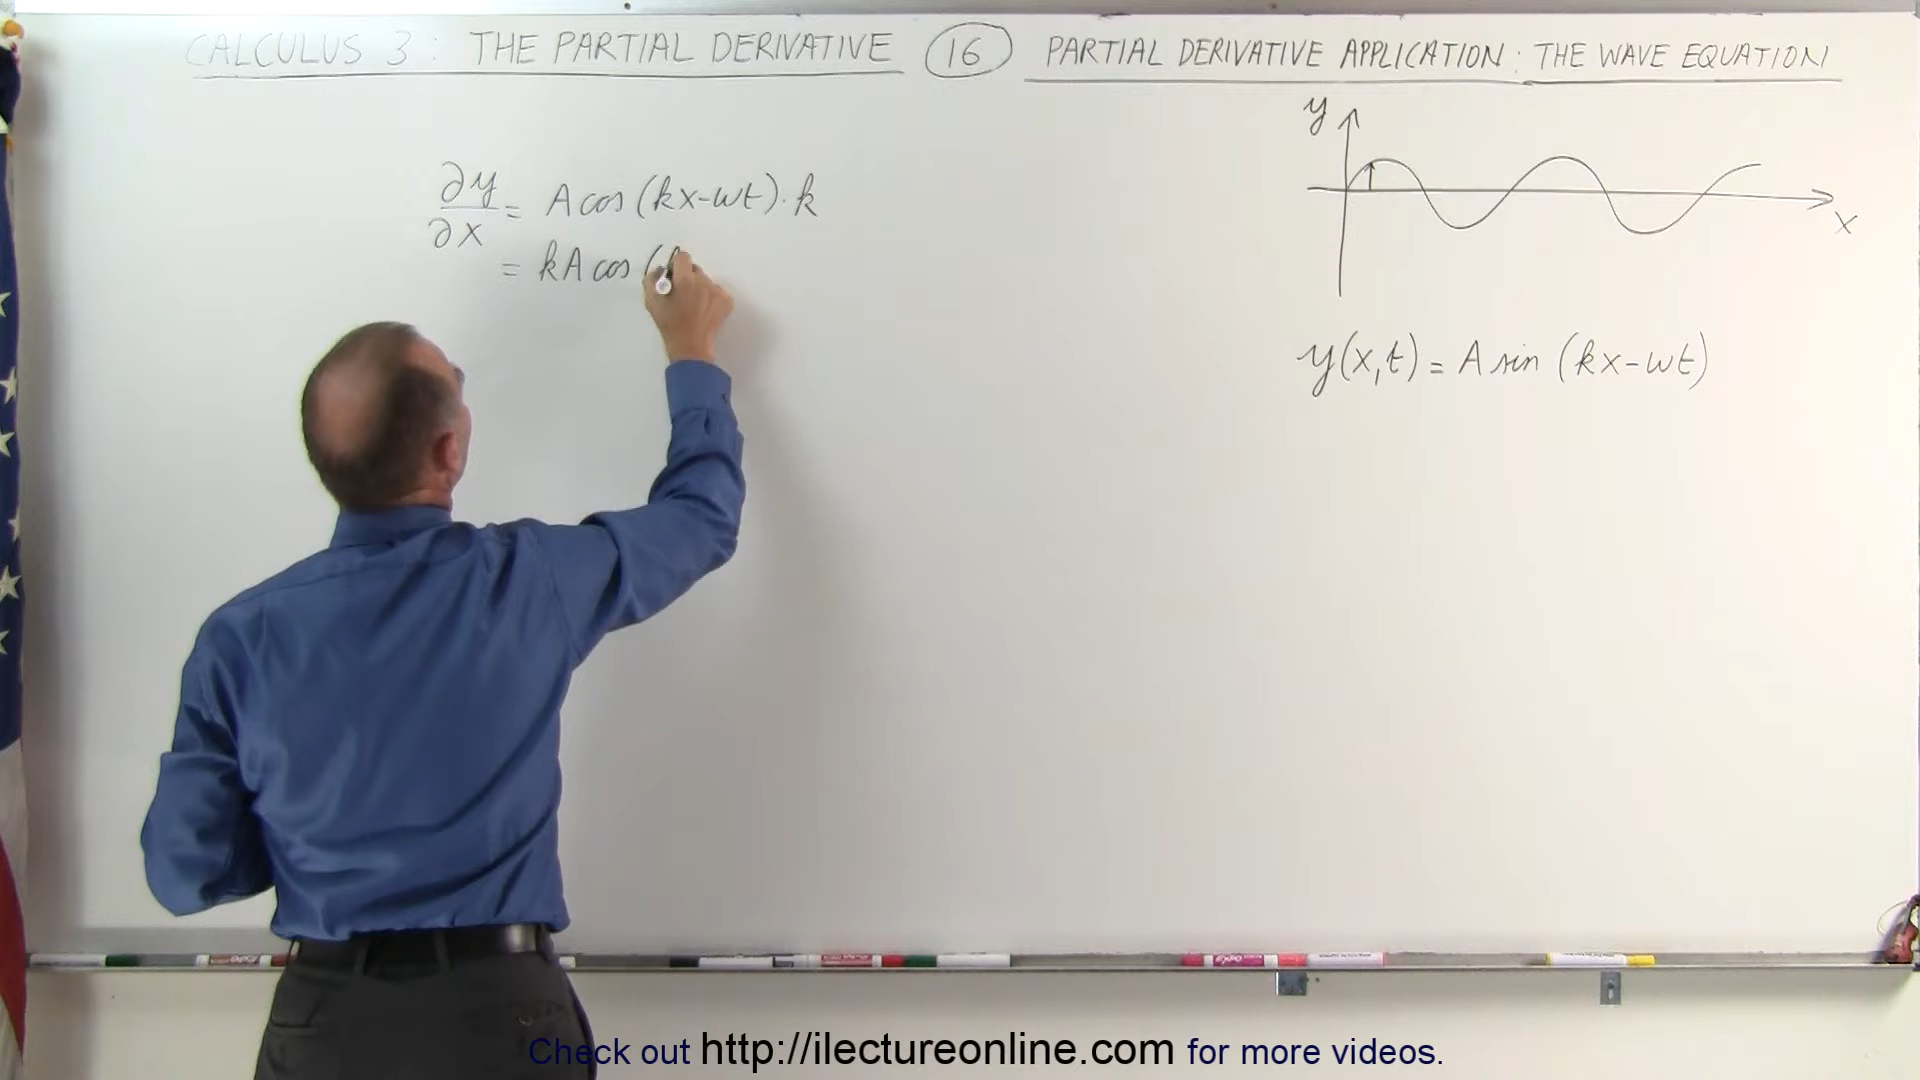 CALCULUS 3 : THE PARTIAL DERIVATIVE 16 PARTIAL DERIVATIVE APPLICATION : THE WAVE EQUATION
y
x
∂y/∂x = A cos (kx-wt)·k
= kA cos (k
y(x,t) = A sin (kx-wt)
Check out http://ilectureonline.com for more videos.